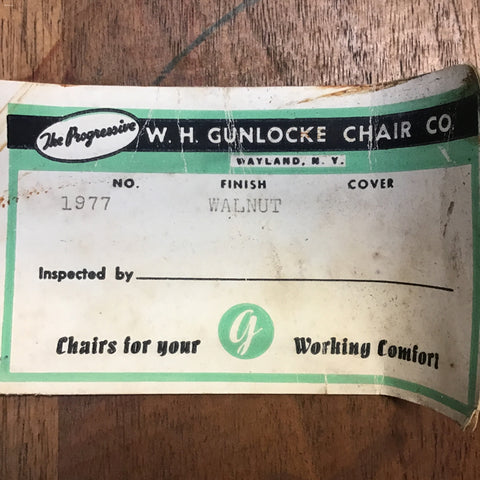 The Progressive W. H. GUNLOCKE CHAIR CO
WAYLAND, N. Y.
NO. FINISH COVER
1977 WALNUT
Inspected by
Chairs for your g Working Comfort